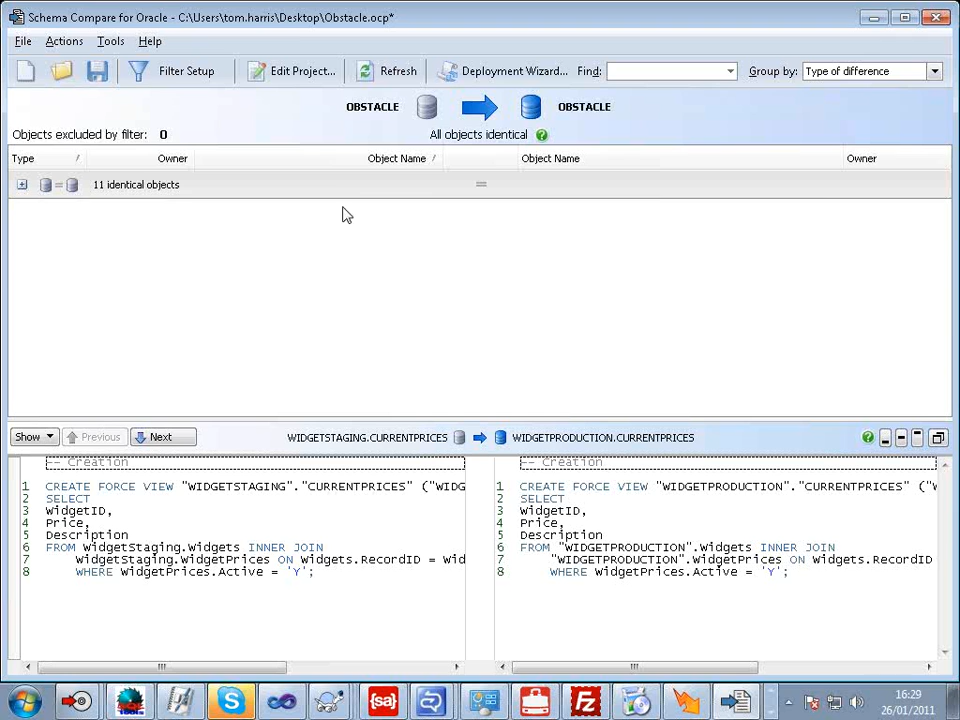 Schema Compare for Oracle - C:\Users\tom.harris\Desktop\Obstacle.ocp*
File Actions Tools Help
Filter Setup Edit Project... Refresh Deployment Wizard... Find: Group by: Type of difference
OBSTACLE OBSTACLE
Objects excluded by filter: 0 All objects identical
Type Owner Object Name Object Name Owner
11 identical objects =
Show Previous Next WIDGETSTAGING.CURRENTPRICES WIDGETPRODUCTION.CURRENTPRICES
-- Creation
1 CREATE FORCE VIEW "WIDGETSTAGING"."CURRENTPRICES" ("WIDG
2 SELECT
3 WidgetID,
4 Price,
5 Description
6 FROM WidgetStaging.Widgets INNER JOIN
7 WidgetStaging.WidgetPrices ON Widgets.RecordID = Wid
8 WHERE WidgetPrices.Active = 'Y';
-- Creation
1 CREATE FORCE VIEW "WIDGETPRODUCTION"."CURRENTPRICES" ("W
2 SELECT
3 WidgetID,
4 Price,
5 Description
6 FROM "WIDGETPRODUCTION".Widgets INNER JOIN
7 "WIDGETPRODUCTION".WidgetPrices ON Widgets.RecordID
8 WHERE WidgetPrices.Active = 'Y';
16:29
26/01/2011